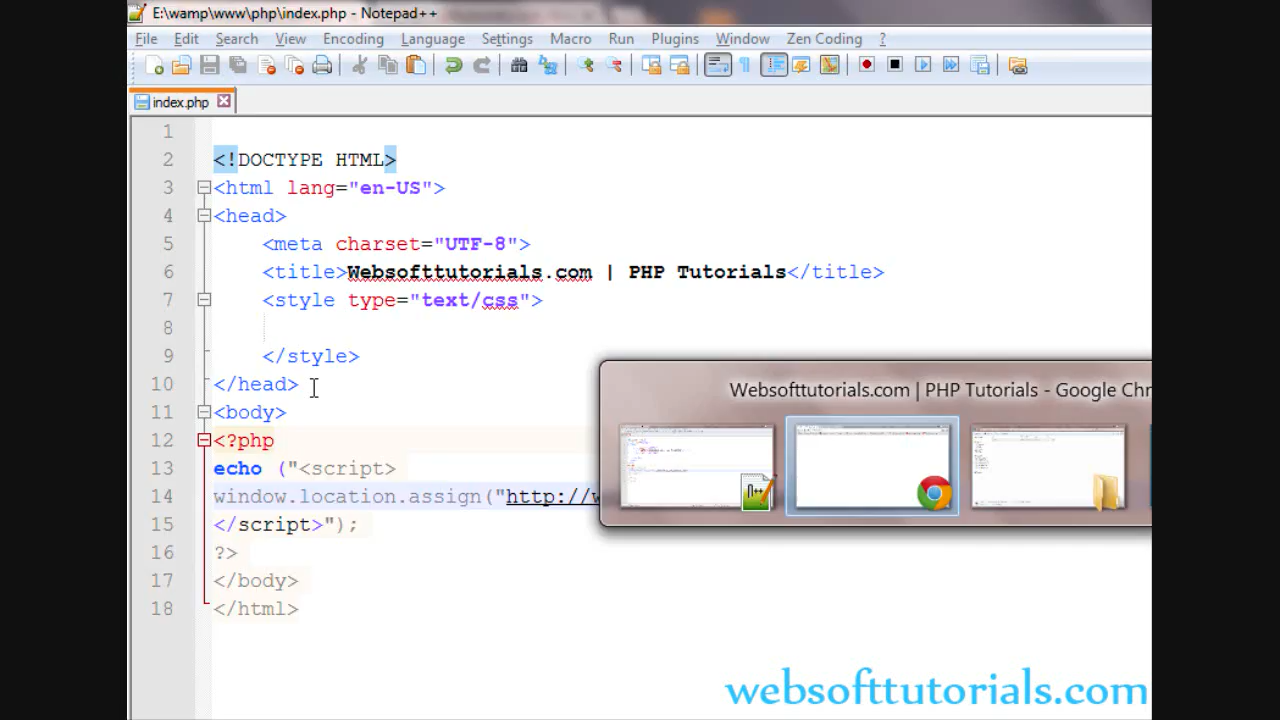 E:\wamp\www\php\index.php - Notepad++
File Edit Search View Encoding Language Settings Macro Run Plugins Window Zen Coding ?
index.php
1
2 <!DOCTYPE HTML>
3 <html lang="en-US">
4 <head>
5 <meta charset="UTF-8">
6 <title>Websofttutorials.com | PHP Tutorials</title>
7 <style type="text/css">
8
9 </style>
10 </head>
Websofttutorials.com | PHP Tutorials - Google Chr
11 <body>
12 <?php
13 echo ("<script>
14 window.location.assign("http://w
15 </script>");
16 ?>
17 </body>
18 </html>
websofttutorials.com